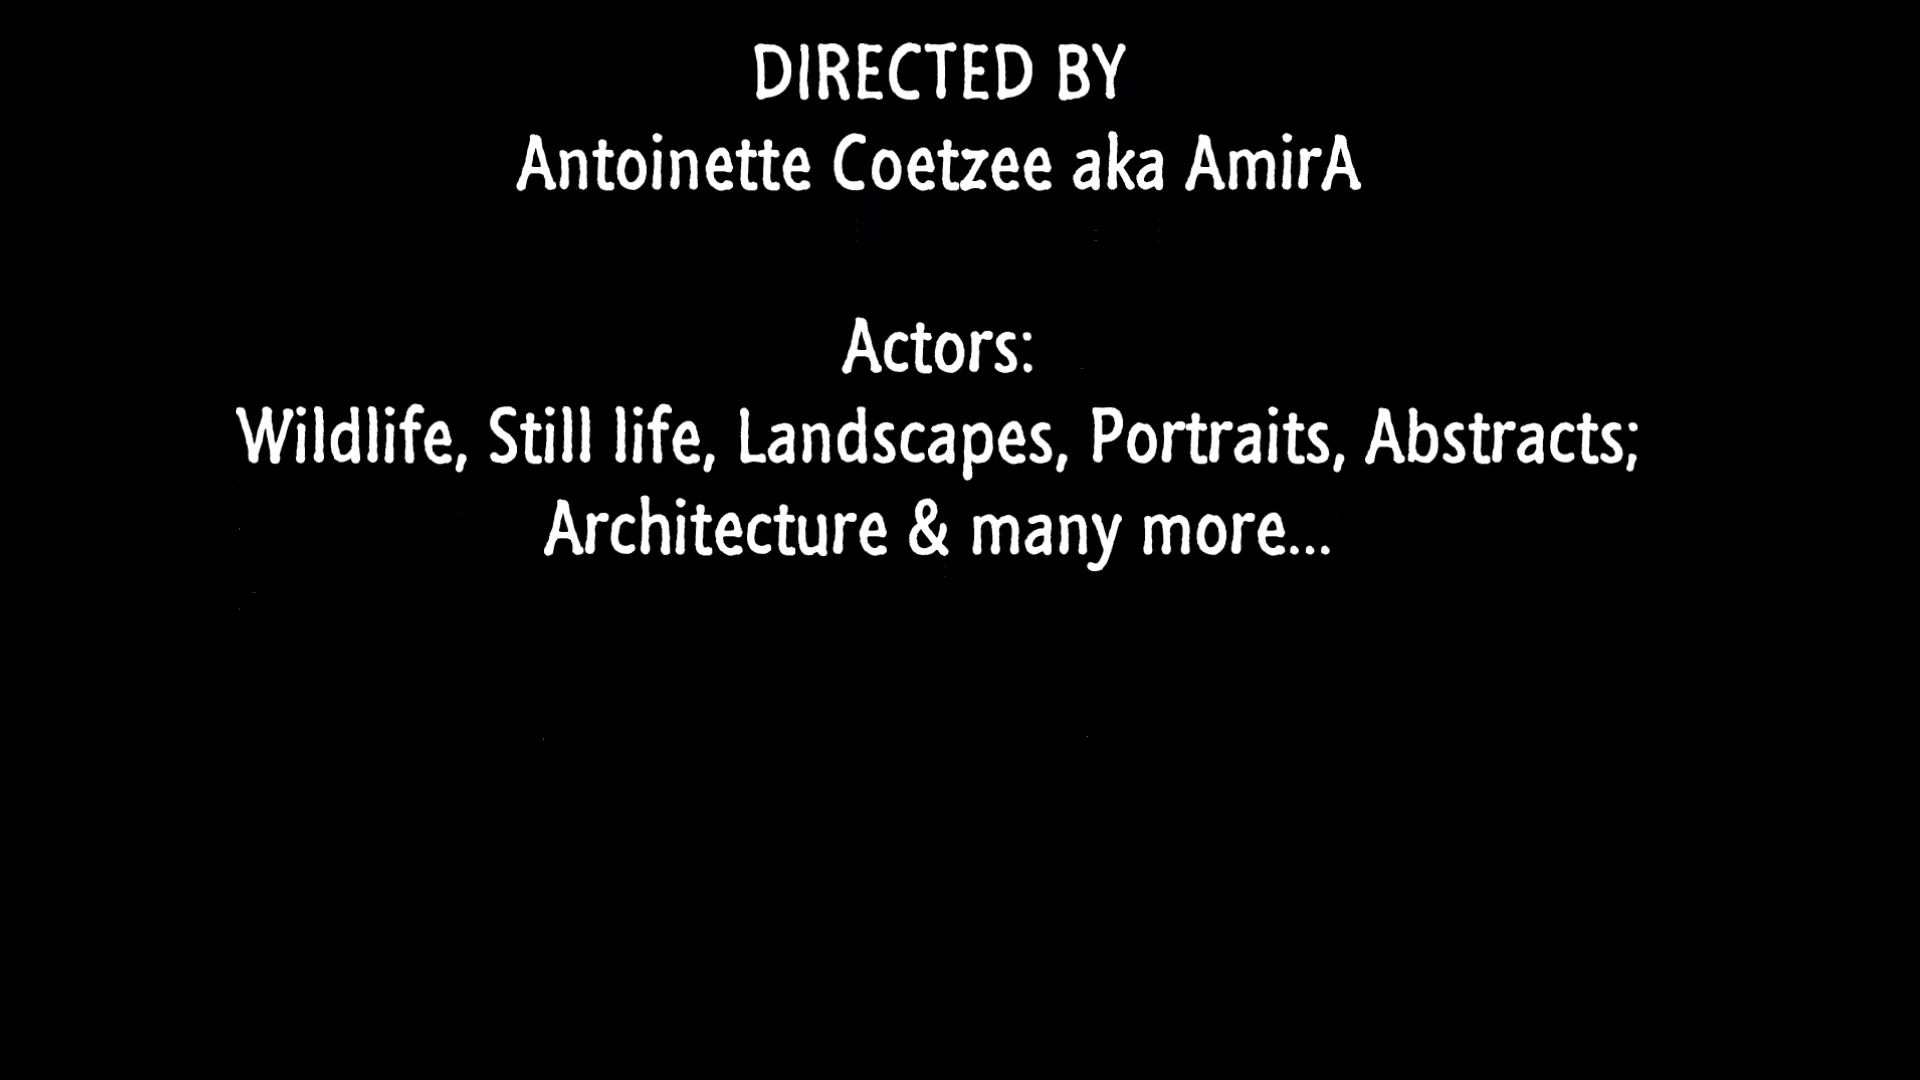 DIRECTED BY
Antoinette Coetzee aka AmirA
Actors:
Wildlife, Still life, Landscapes, Portraits, Abstracts;
Architecture & many more...